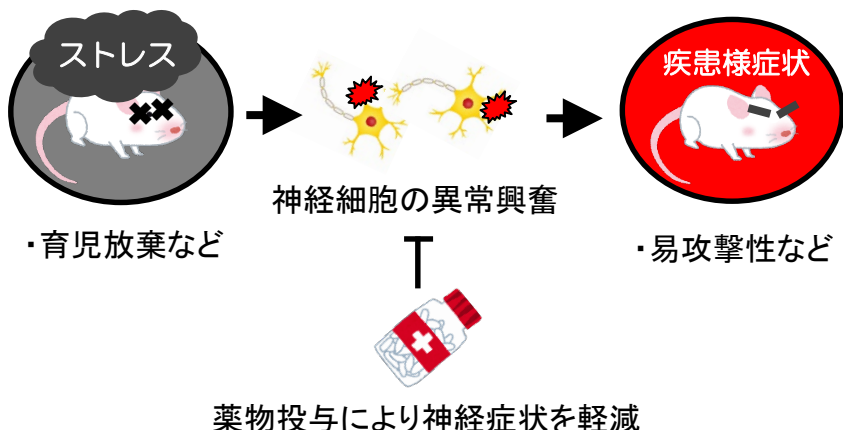 ストレス
疾患様症状
神経細胞の異常興奮
・育児放棄など
・易攻撃性など
薬物投与により神経症状を軽減